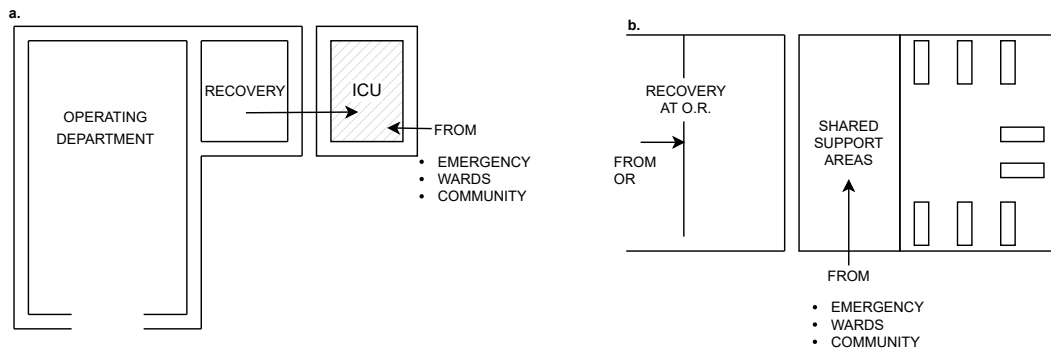 a.
OPERATING
DEPARTMENT
RECOVERY
ICU
FROM
• EMERGENCY
• WARDS
• COMMUNITY
b.
RECOVERY
AT O.R.
FROM
OR
SHARED
SUPPORT
AREAS
FROM
• EMERGENCY
• WARDS
• COMMUNITY